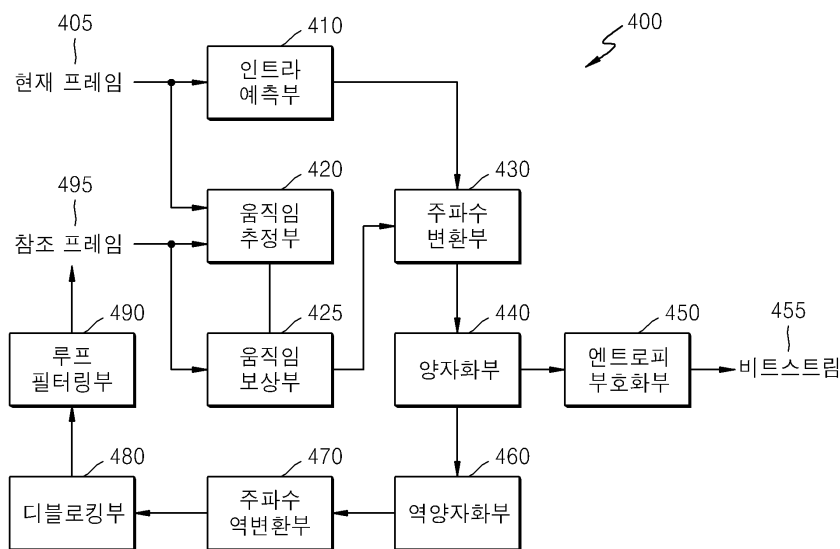 405
현재 프레임
410
인트라
예측부
400
420
움직임
추정부
495
참조 프레임
430
주파수
변환부
490
루프
필터링부
425
움직임
보상부
440
양자화부
450
엔트로피
부호화부
455
비트스트림
480
디블로킹부
470
주파수
역변환부
460
역양자화부